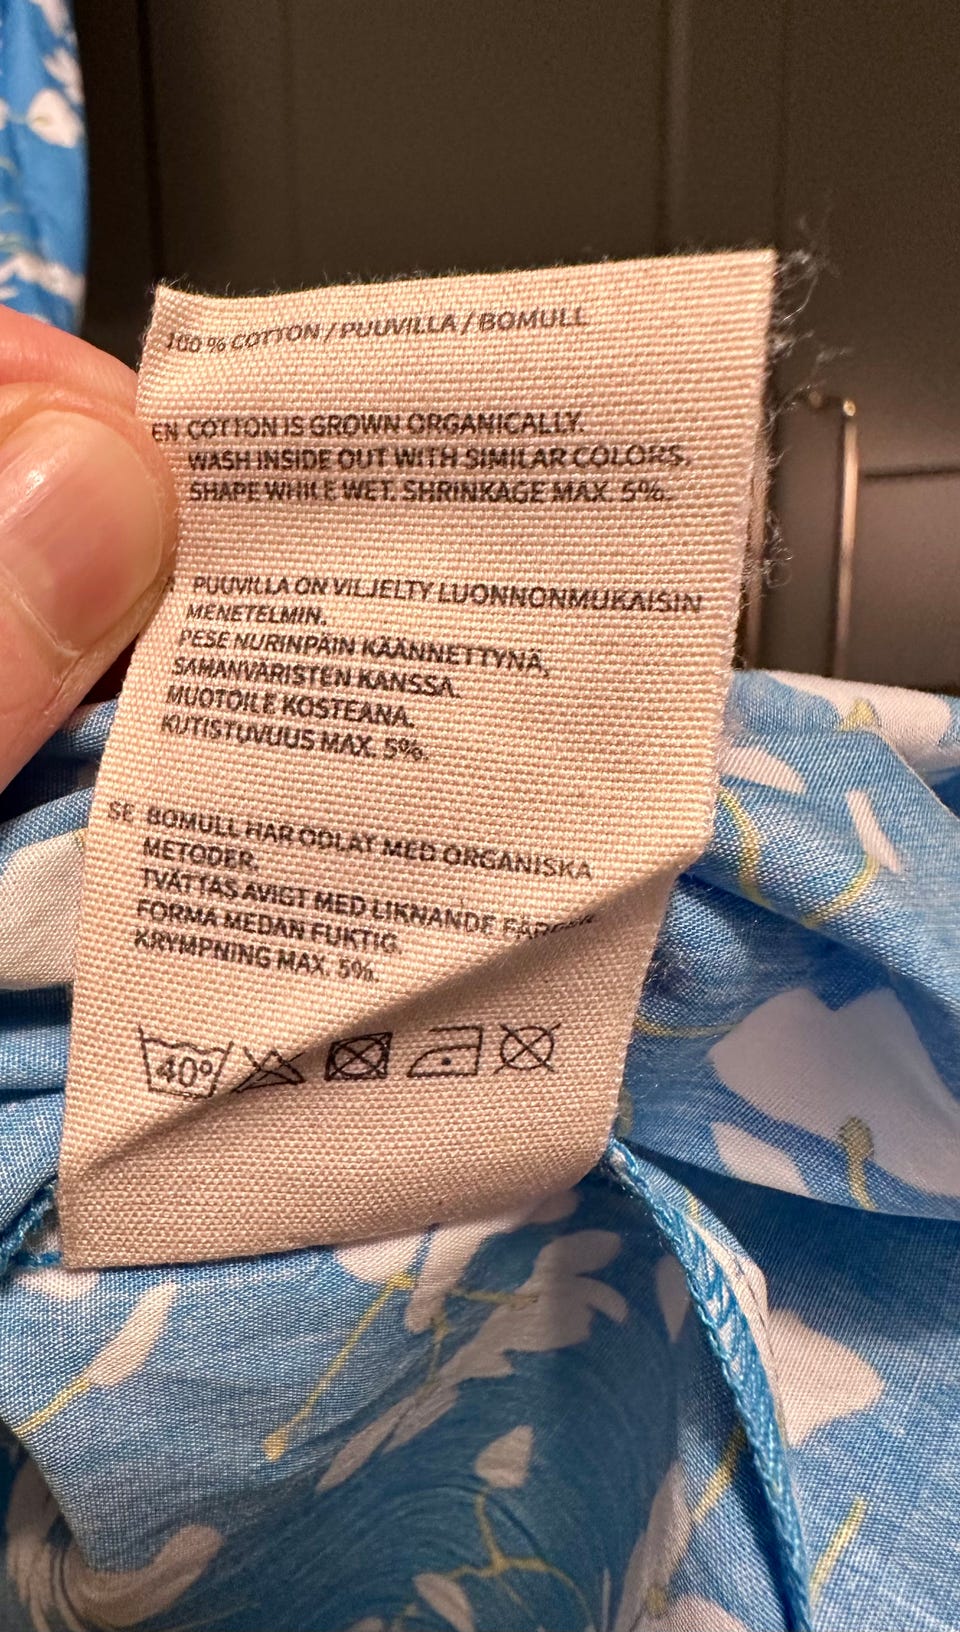 100 % COTTON / PUUVILLA / BOMULL
EN COTTON IS GROWN ORGANICALLY.
WASH INSIDE OUT WITH SIMILAR COLORS,
SHAPE WHILE WET. SHRINKAGE MAX. 5%.
PUUVILLA ON VILJELTY LUONNONMUKAISIN
MENETELMIN.
PESE NURINPÄIN KÄÄNNETTYNÄ,
SAMANVÄRISTEN KANSSA.
MUOTOILE KOSTEANA.
KUTISTUVUUS MAX. 5%.
SE BOMULL HAR ODLAT MED ORGANISKA
METODER.
TVÄTTAS AVIGT MED LIKNANDE
FORMA MEDAN FUKTIG.
KRYMPNING MAX. 5%.
40°